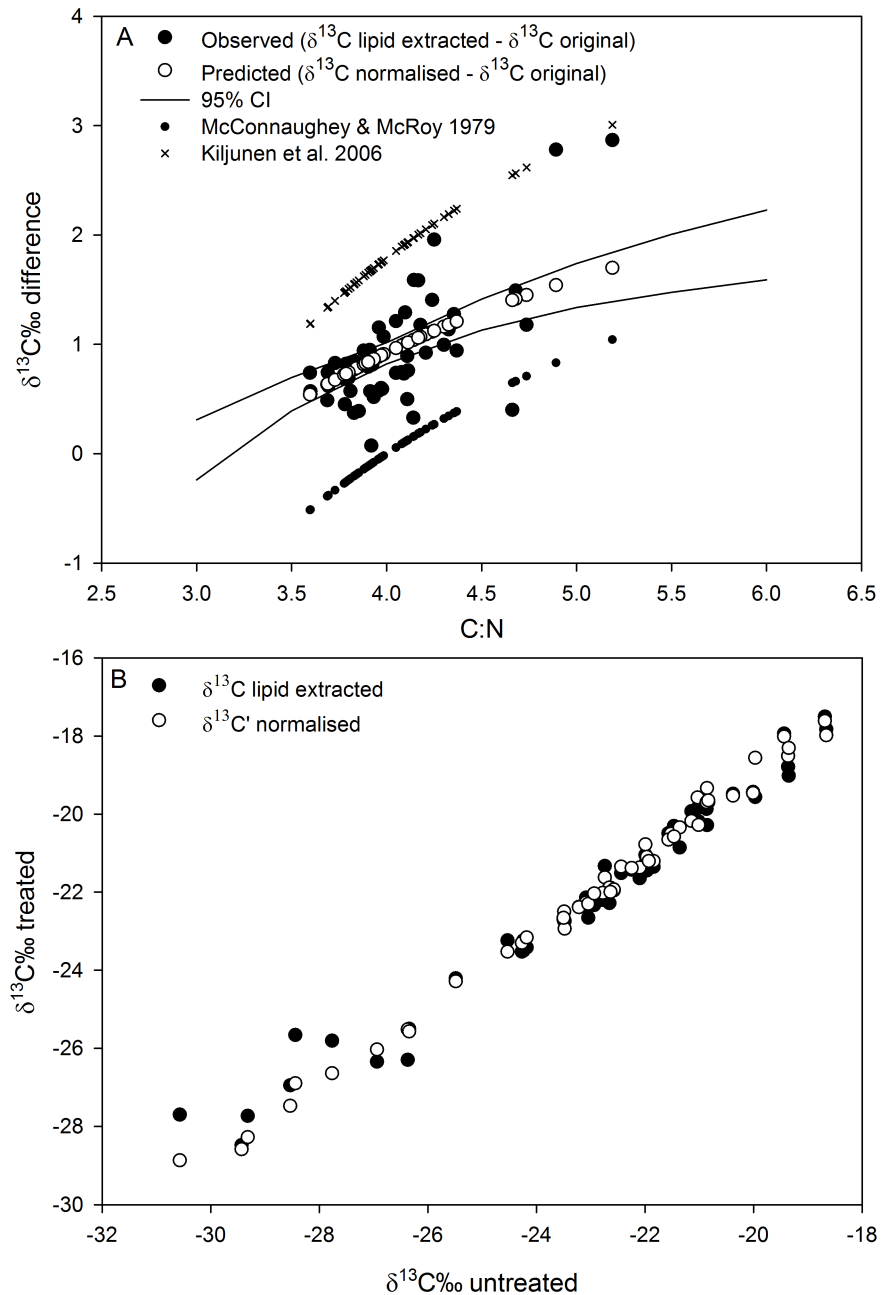 A
Observed (δ¹³C lipid extracted - δ¹³C original)
Predicted (δ¹³C normalised - δ¹³C original)
95% CI
McConnaughey & McRoy 1979
Kiljunen et al. 2006
4
3
2
1
0
-1
δ¹³C‰ difference
2.5 3.0 3.5 4.0 4.5 5.0 5.5 6.0 6.5
C:N
B
δ¹³C lipid extracted
δ¹³C' normalised
-16
-18
-20
-22
-24
-26
-28
-30
δ¹³C‰ treated
-32 -30 -28 -26 -24 -22 -20 -18
δ¹³C‰ untreated